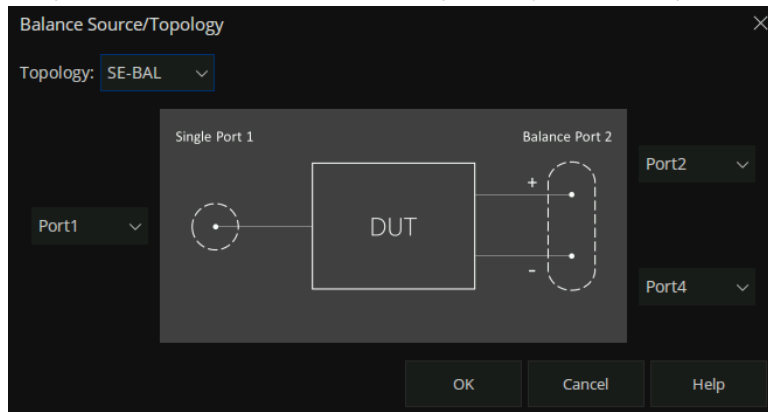 Balance Source/Topology
Topology: SE-BAL
Single Port 1
Balance Port 2
Port2
+
Port1
DUT
-
Port4
OK
Cancel
Help